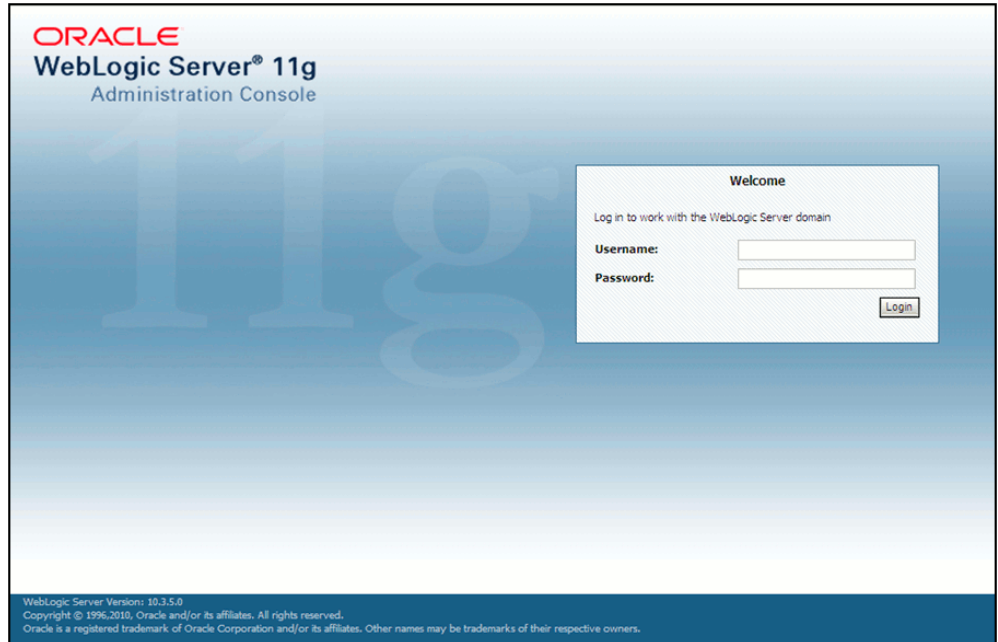 ORACLE
WebLogic Server® 11g
Administration Console
11g
Welcome
Log in to work with the WebLogic Server domain
Username:
Password:
Login
WebLogic Server Version: 10.3.5.0
Copyright © 1996,2010, Oracle and/or its affiliates. All rights reserved.
Oracle is a registered trademark of Oracle Corporation and/or its affiliates. Other names may be trademarks of their respective owners.